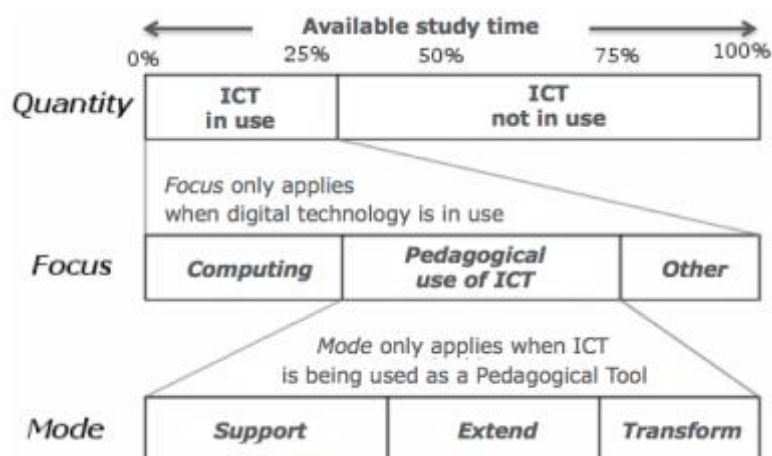 Available study time
0% 25% 50% 75% 100%
Quantity
ICT
in use
ICT
not in use
Focus only applies
when digital technology is in use
Focus
Computing
Pedagogical
use of ICT
Other
Mode only applies when ICT
is being used as a Pedagogical Tool
Mode
Support
Extend
Transform